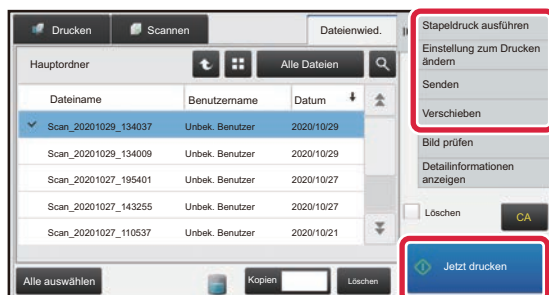 Drucken
Scannen
Dateienwied.
Hauptordner
Alle Dateien
Dateiname Benutzername Datum
Scan_20201029_134037 Unbek. Benutzer 2020/10/29
Scan_20201029_134009 Unbek. Benutzer 2020/10/29
Scan_20201027_195401 Unbek. Benutzer 2020/10/27
Scan_20201027_143255 Unbek. Benutzer 2020/10/27
Scan_20201027_110537 Unbek. Benutzer 2020/10/21
Alle auswählen
Kopien
Löschen
Stapeldruck ausführen
Einstellung zum Drucken
ändern
Senden
Verschieben
Bild prüfen
Detailinformationen
anzeigen
Löschen
CA
Jetzt drucken